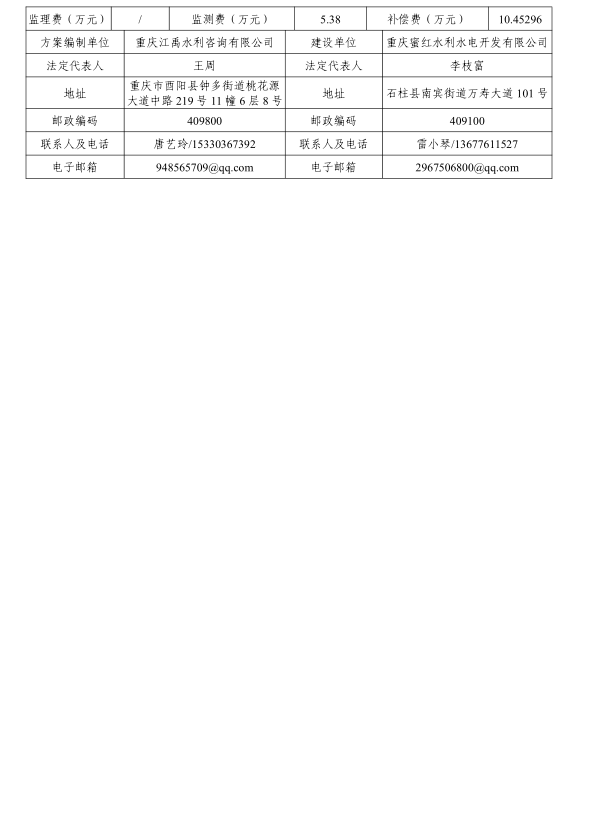 监理费（万元） / 监测费（万元） 5.38 补偿费（万元） 10.45296
方案编制单位 重庆江禹水利咨询有限公司 建设单位 重庆蜜红水利水电开发有限公司
法定代表人 王周 法定代表人 李枝富
地址 重庆市酉阳县钟多街道桃花源
大道中路 219 号 11 幢 6 层 8 号 地址 石柱县南宾街道万寿大道 101 号
邮政编码 409800 邮政编码 409100
联系人及电话 唐艺玲/15330367392 联系人及电话 雷小琴/13677611527
电子邮箱 948565709@qq.com 电子邮箱 2967506800@qq.com